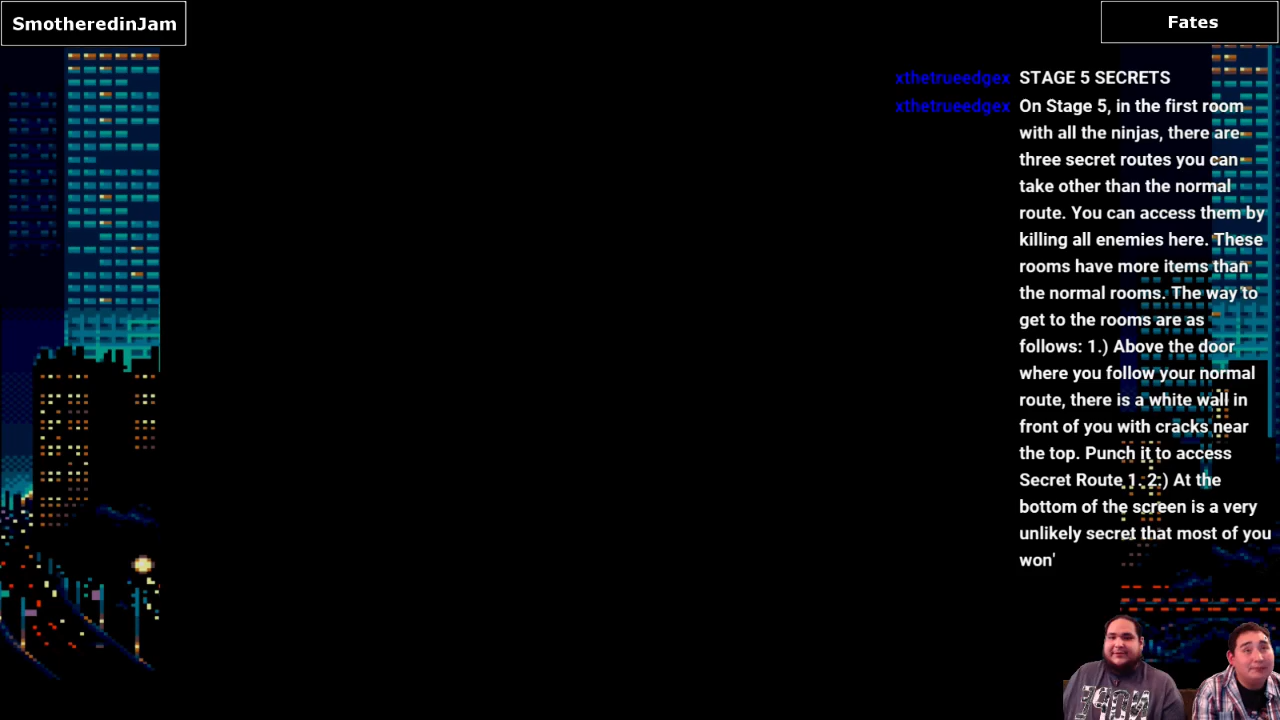 SmotheredinJam
Fates
xthetrueedgex STAGE 5 SECRETS
xthetrueedgex On Stage 5, in the first room
with all the ninjas, there are
three secret routes you can
take other than the normal
route. You can access them by
killing all enemies here. These
rooms have more items than
the normal rooms. The way to
get to the rooms are as
follows: 1.) Above the door
where you follow your normal
route, there is a white wall in
front of you with cracks near
the top. Punch it to access
Secret Route 1. 2.) At the
bottom of the screen is a very
unlikely secret that most of you
won'